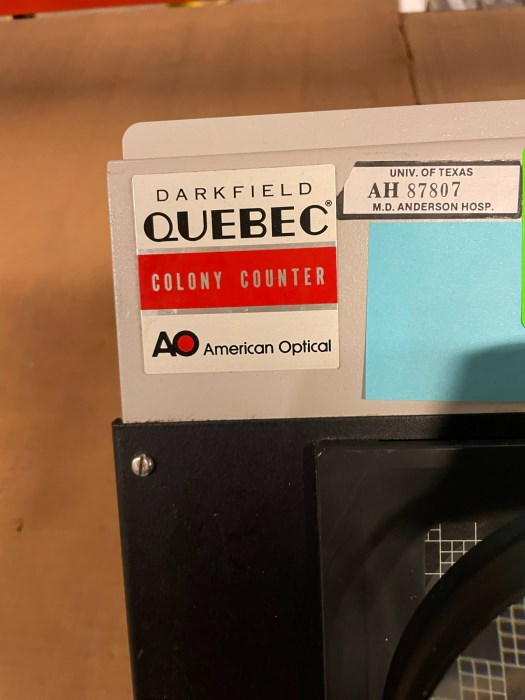 DARKFIELD
QUEBEC®
COLONY COUNTER
AO American Optical
UNIV. OF TEXAS
AH 87807
M.D. ANDERSON HOSP.